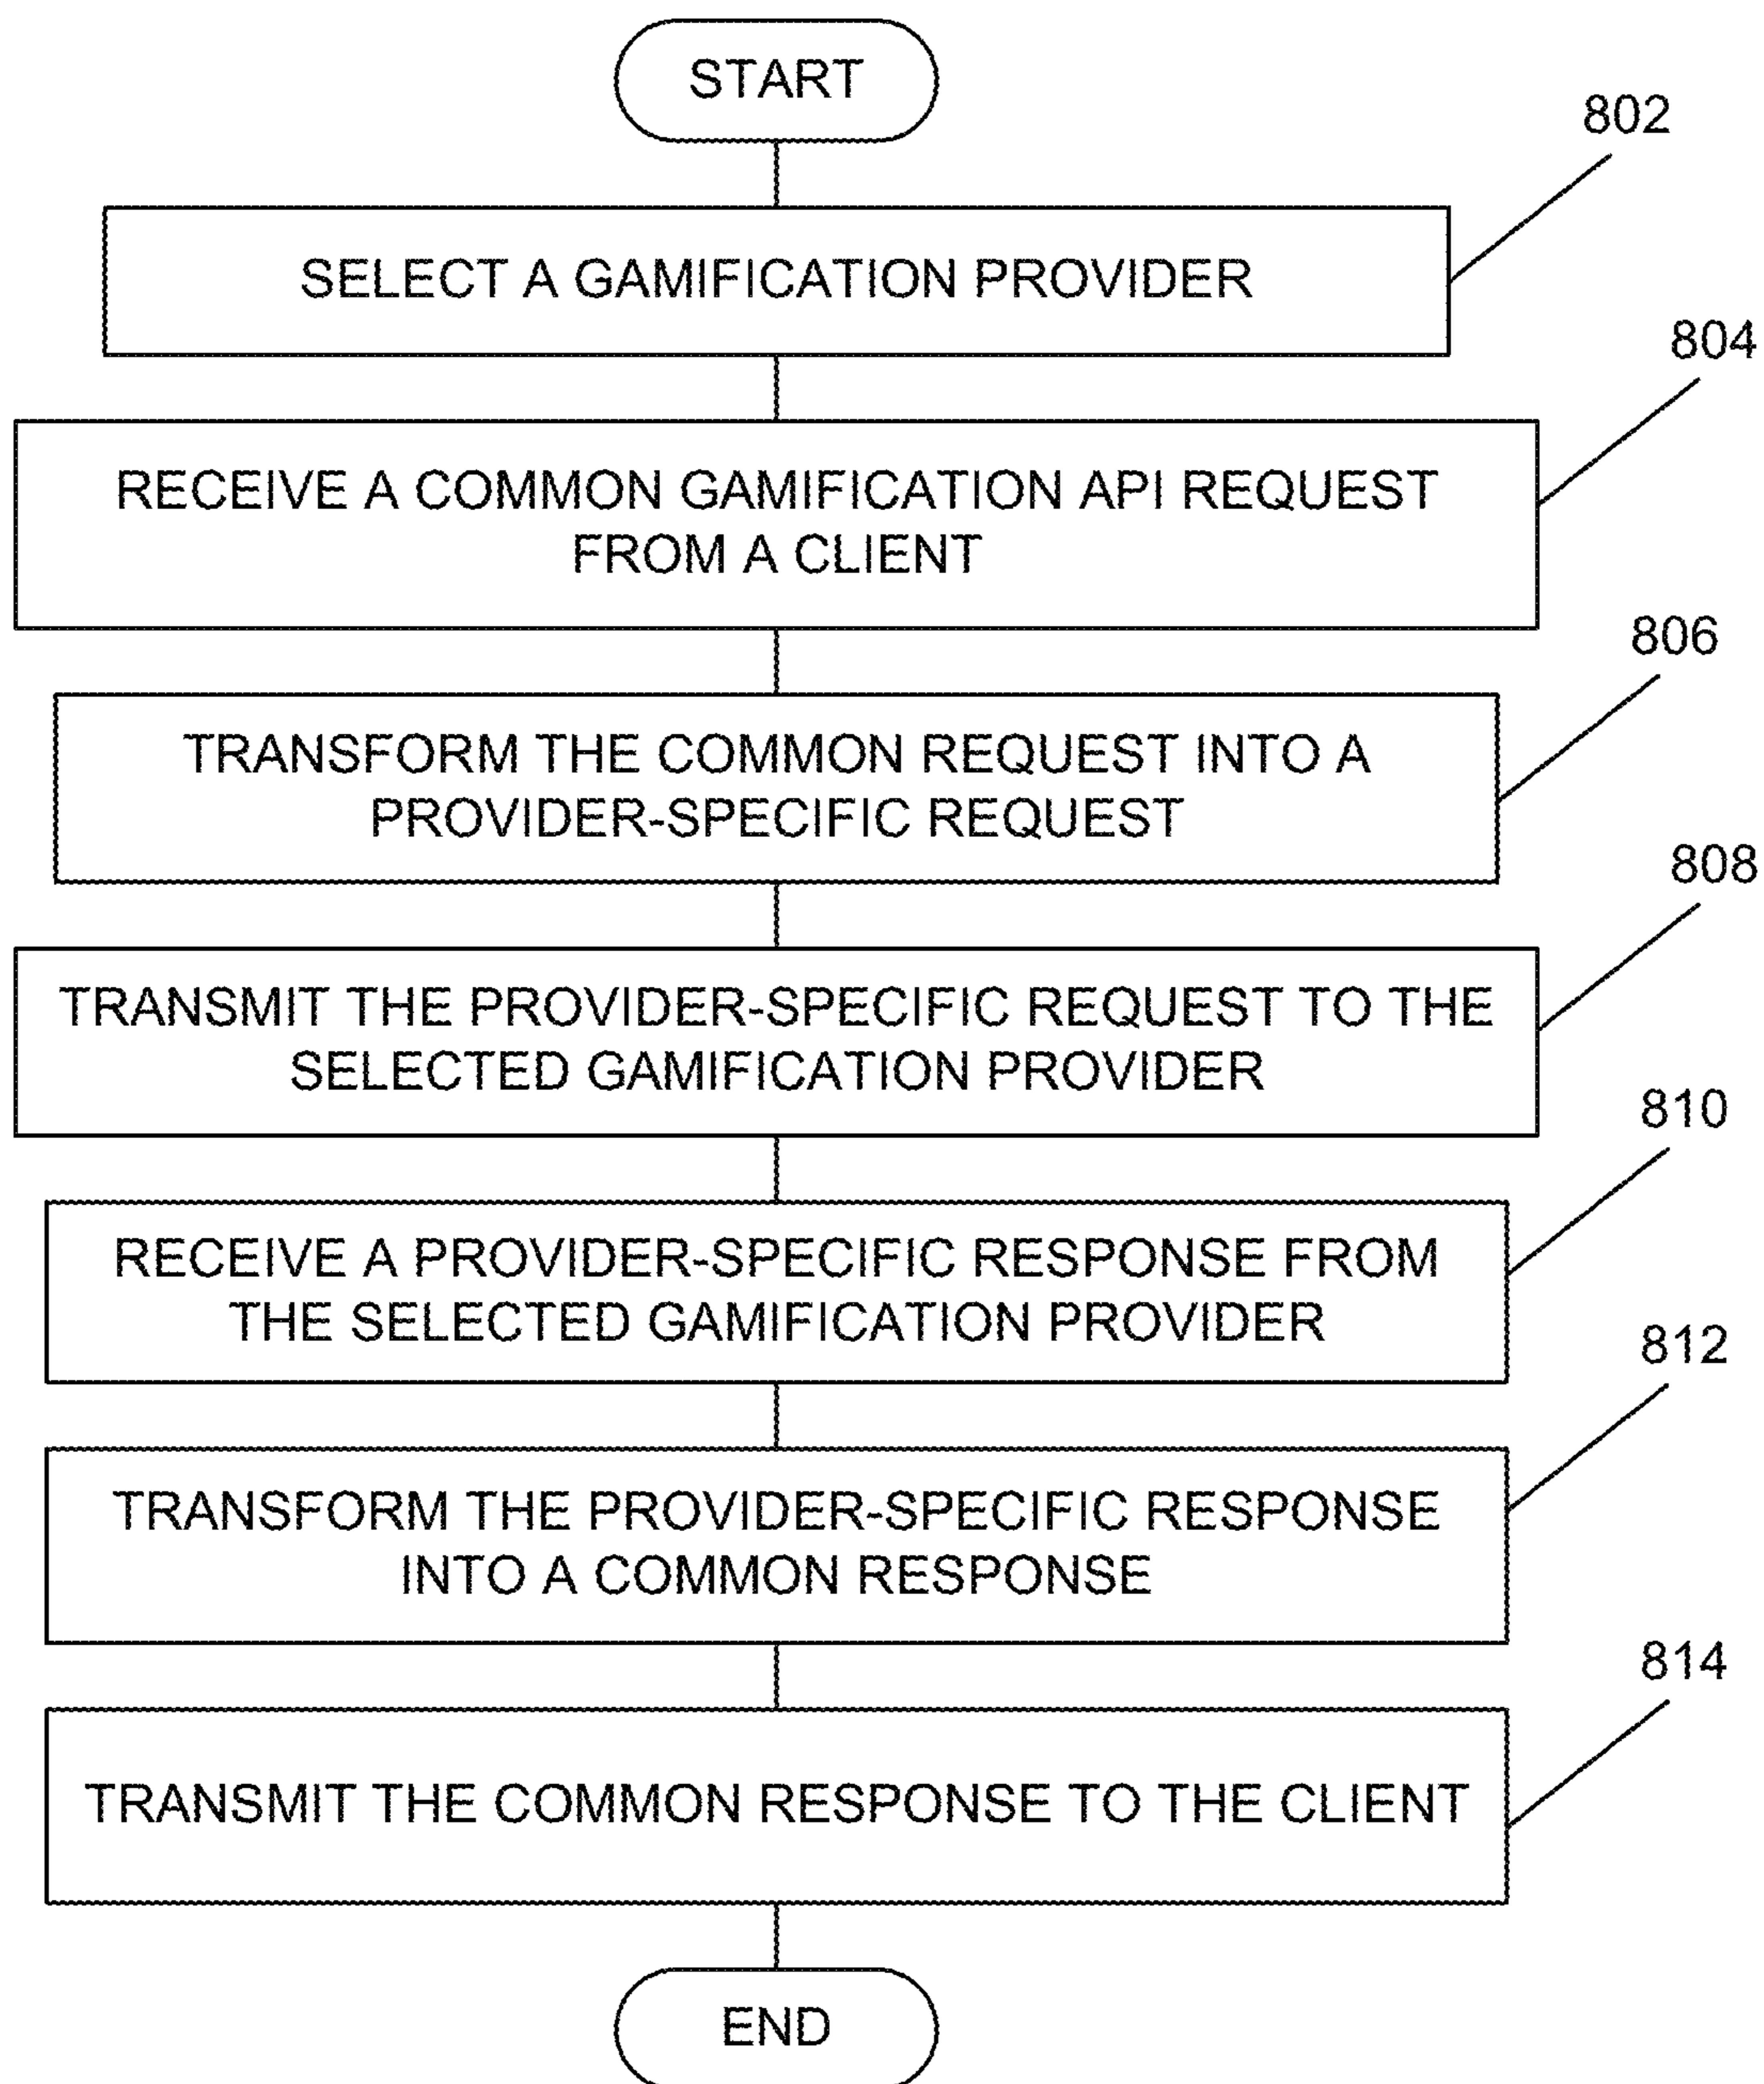 START
802
SELECT A GAMIFICATION PROVIDER
804
RECEIVE A COMMON GAMIFICATION API REQUEST
FROM A CLIENT
806
TRANSFORM THE COMMON REQUEST INTO A
PROVIDER-SPECIFIC REQUEST
808
TRANSMIT THE PROVIDER-SPECIFIC REQUEST TO THE
SELECTED GAMIFICATION PROVIDER
810
RECEIVE A PROVIDER-SPECIFIC RESPONSE FROM
THE SELECTED GAMIFICATION PROVIDER
812
TRANSFORM THE PROVIDER-SPECIFIC RESPONSE
INTO A COMMON RESPONSE
814
TRANSMIT THE COMMON RESPONSE TO THE CLIENT
END